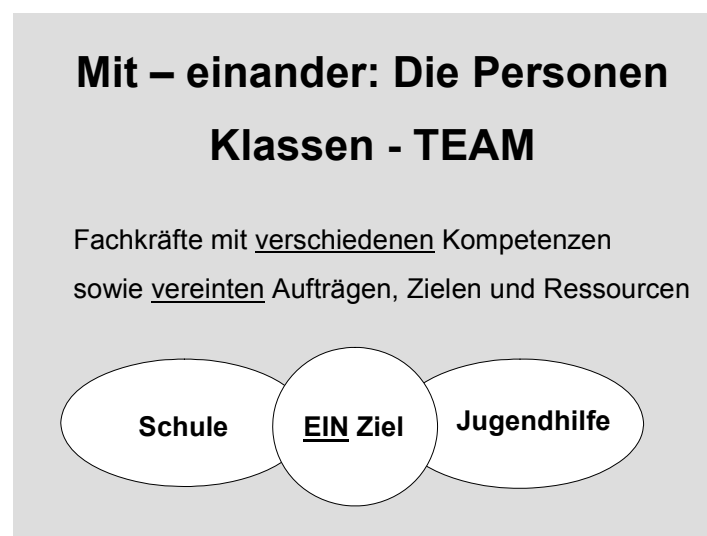 Mit – einander: Die Personen
Klassen - TEAM
Fachkräfte mit verschiedenen Kompetenzen
sowie vereinten Aufträgen, Zielen und Ressourcen
Schule
EIN Ziel
Jugendhilfe